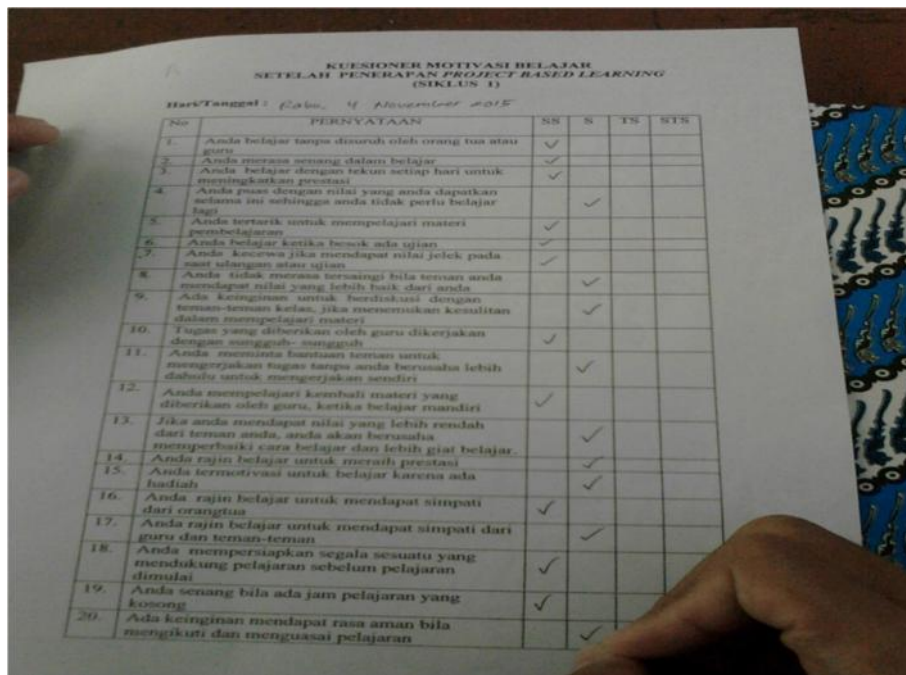 KUESIONER MOTIVASI BELAJAR
SETELAH PENERAPAN PROJECT BASED LEARNING
(SIKLUS 1)
Hari/Tanggal : Rabu, 4 November 2015
No PERNYATAAN SS S TS STS
1. Anda belajar tanpa disuruh oleh orang tua atau
guru ✓
2. Anda merasa senang dalam belajar ✓
3. Anda belajar dengan tekun setiap hari untuk
meningkatkan prestasi ✓
4. Anda puas dengan nilai yang anda dapatkan
selama ini sehingga anda tidak perlu belajar
lagi ✓
5. Anda tertarik untuk mempelajari materi
pembelajaran ✓
6. Anda belajar ketika besok ada ujian ✓
7. Anda kecewa jika mendapat nilai jelek pada
saat ulangan atau ujian ✓
8. Anda tidak merasa tersaingi bila teman anda
mendapat nilai yang lebih baik dari anda ✓
9. Ada keinginan untuk berdiskusi dengan
teman-teman kelas, jika menemukan kesulitan
dalam mempelajari materi ✓
10. Tugas yang diberikan oleh guru dikerjakan
dengan sungguh- sungguh ✓
11. Anda meminta bantuan teman untuk
mengerjakan tugas tanpa anda berusaha lebih
dahulu untuk mengerjakan sendiri ✓
12. Anda mempelajari kembali materi yang
diberikan oleh guru, ketika belajar mandiri ✓
13. Jika anda mendapat nilai yang lebih rendah
dari teman anda, anda akan berusaha
memperbaiki cara belajar dan lebih giat belajar. ✓
14. Anda rajin belajar untuk meraih prestasi ✓
15. Anda termotivasi untuk belajar karena ada
hadiah ✓
16. Anda rajin belajar untuk mendapat simpati
dari orangtua ✓
17. Anda rajin belajar untuk mendapat simpati dari
guru dan teman-teman ✓
18. Anda mempersiapkan segala sesuatu yang
mendukung pelajaran sebelum pelajaran
dimulai ✓
19. Anda senang bila ada jam pelajaran yang
kosong ✓
20. Ada keinginan mendapat rasa aman bila
mengikuti dan menguasai pelajaran ✓